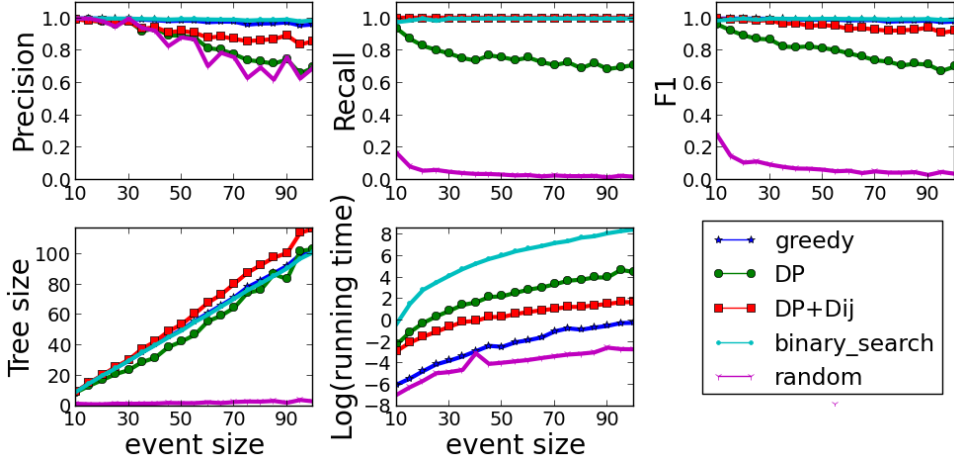 Precision
1.0
0.8
0.6
0.4
0.2
0.0
10 30 50 70 90
Recall
1.0
0.8
0.6
0.4
0.2
0.0
10 30 50 70 90
F1
1.0
0.8
0.6
0.4
0.2
0.0
10 30 50 70 90
Tree size
100
80
60
40
20
0
10 30 50 70 90
event size
Log(running time)
8
6
4
2
0
−2
−4
−6
−8
10 30 50 70 90
event size
greedy
DP
DP+Dij
binary_search
random